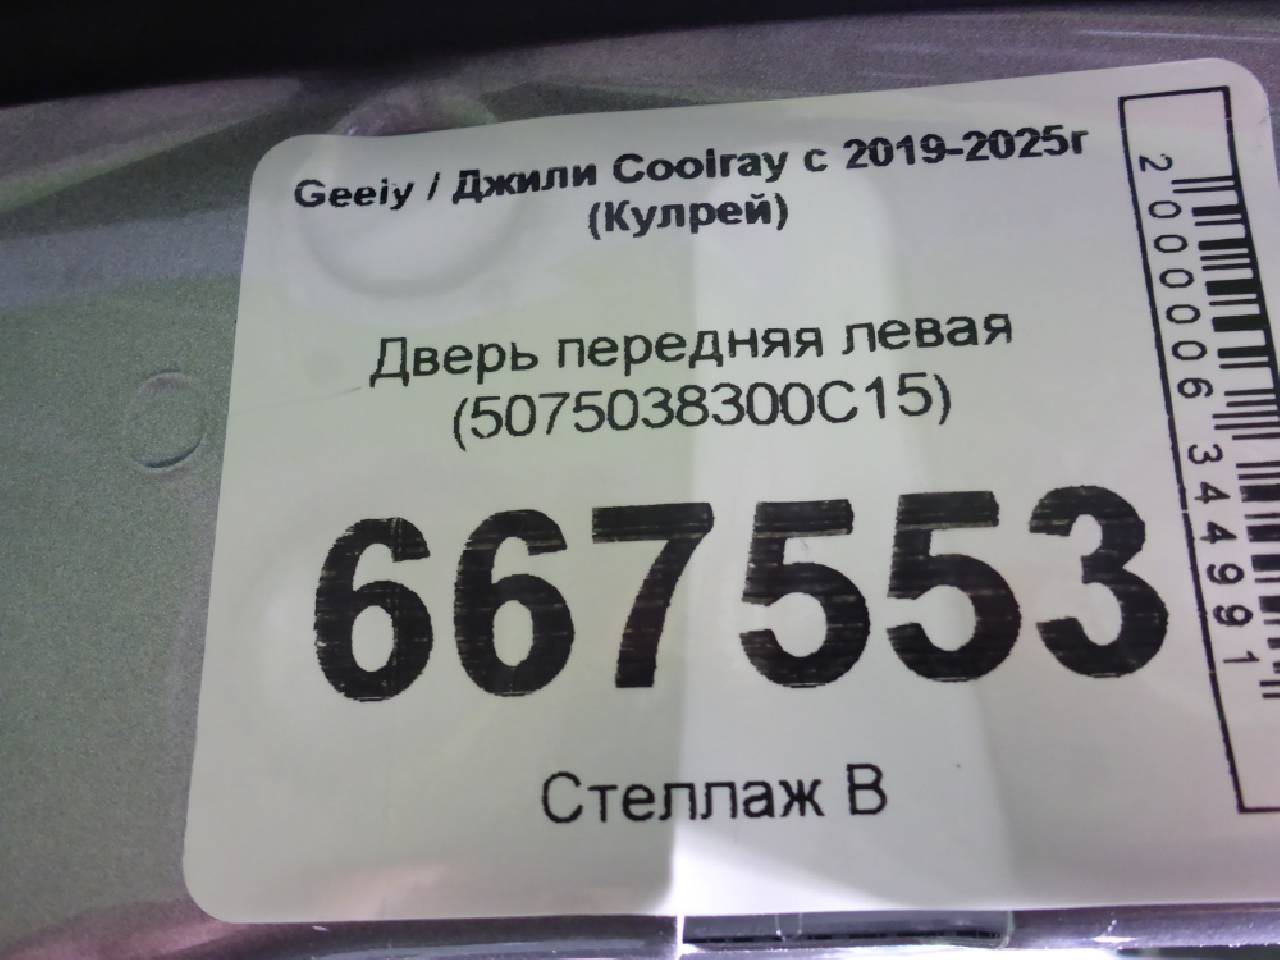 Geeiy / Джили Coolray с 2019-2025г
(Кулрей)
Дверь передняя левая
(5075038300C15)
667553
Стеллаж В
2000006344991